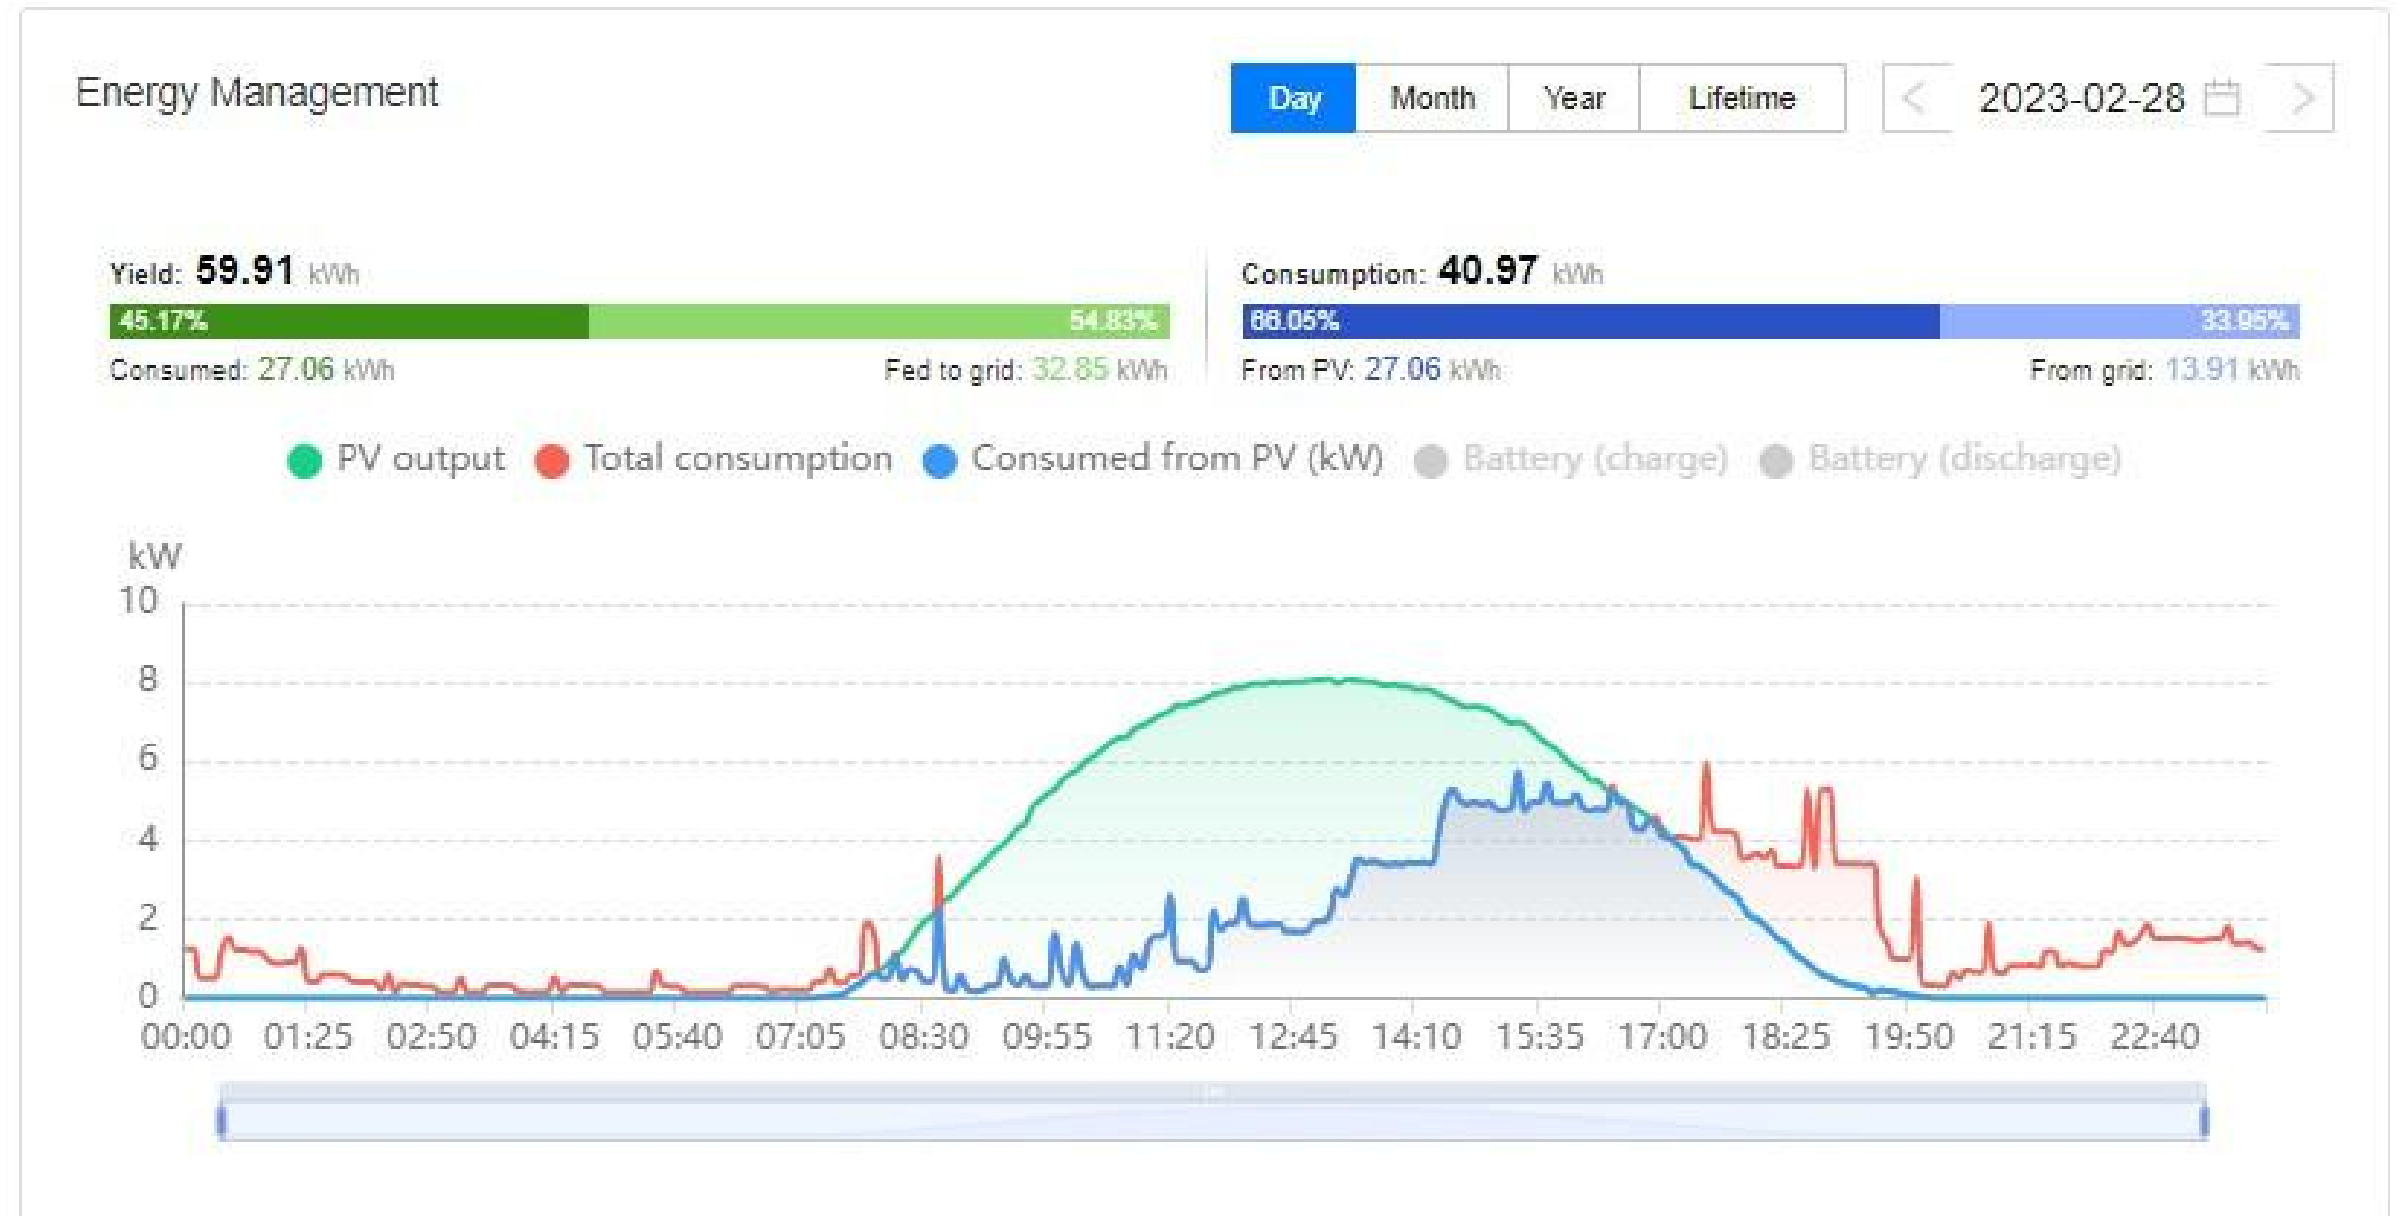 Energy Management
Day Month Year Lifetime < 2023-02-28 >
Yield: 59.91 kWh
45.17% 54.83%
Consumed: 27.06 kWh Fed to grid: 32.85 kWh
Consumption: 40.97 kWh
66.05% 33.95%
From PV: 27.06 kWh From grid: 13.91 kWh
PV output Total consumption Consumed from PV (kW) Battery (charge) Battery (discharge)
kW
10
8
6
4
2
0
00:00 01:25 02:50 04:15 05:40 07:05 08:30 09:55 11:20 12:45 14:10 15:35 17:00 18:25 19:50 21:15 22:40